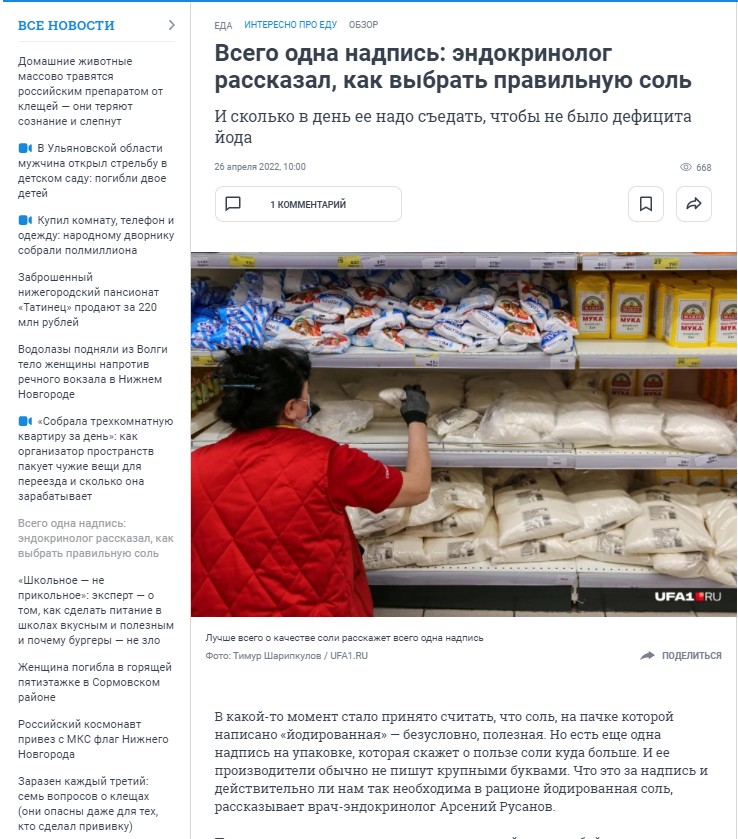 ВСЕ НОВОСТИ
Домашние животные
массово травятся
российским препаратом от
клещей — они теряют
сознание и слепнут
В Ульяновской области
мужчина открыл стрельбу в
детском саду: погибли двое
детей
Купил комнату, телефон и
одежду: народному дворнику
собрали полмиллиона
Заброшенный
нижегородский пансионат
«Татинец» продают за 220
млн рублей
Водолазы подняли из Волги
тело женщины напротив
речного вокзала в Нижнем
Новгороде
«Собрала трехкомнатную
квартиру за день»: как
организатор пространств
пакует чужие вещи для
переезда и сколько она
зарабатывает
Всего одна надпись:
эндокринолог рассказал, как
выбрать правильную соль
«Школьное — не
прикольное»: эксперт — о
том, как сделать питание в
школах вкусным и полезным
и почему бургеры — не зло
Женщина погибла в горящей
пятиэтажке в Сормовском
районе
Российский космонавт
привез с МКС флаг Нижнего
Новгорода
Заразен каждый третий:
семь вопросов о клещах
(они опасны даже для тех,
кто сделал прививку)
ЕДА ИНТЕРЕСНО ПРО ЕДУ ОБЗОР
Всего одна надпись: эндокринолог
рассказал, как выбрать правильную соль
И сколько в день ее надо съедать, чтобы не было дефицита
йода
26 апреля 2022, 10:00 668
1 КОММЕНТАРИЙ
МУКА МУКА МУКА МУКА
UFA1.RU
Лучше всего о качестве соли расскажет всего одна надпись
Фото: Тимур Шарипкулов / UFA1.RU ПОДЕЛИТЬСЯ
В какой-то момент стало принято считать, что соль, на пачке которой
написано «йодированная» — безусловно, полезная. Но есть еще одна
надпись на упаковке, которая скажет о пользе соли куда больше. И ее
производители обычно не пишут крупными буквами. Что это за надпись и
действительно ли нам так необходима в рационе йодированная соль,
рассказывает врач-эндокринолог Арсений Русанов.